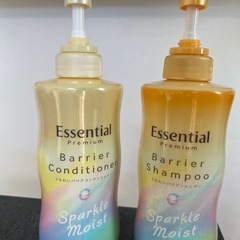 Essential
Premium
Barrier
Conditioner
Sparkle
Moist
Essential
Premium
Barrier
Shampoo
Sparkle
Moist